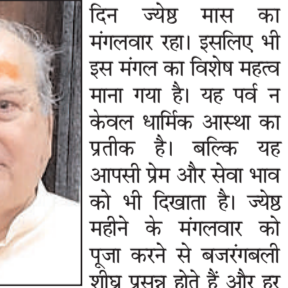 दिन ज्येष्ठ मास का
मंगलवार रहा। इसलिए भी
इस मंगल का विशेष महत्व
माना गया है। यह पर्व न
केवल धार्मिक आस्था का
प्रतीक है। बल्कि यह
आपसी प्रेम और सेवा भाव
को भी दिखाता है। ज्येष्ठ
महीने के मंगलवार को
पूजा करने से बजरंगबली
शीघ्र प्रसन्न होते हैं और हर